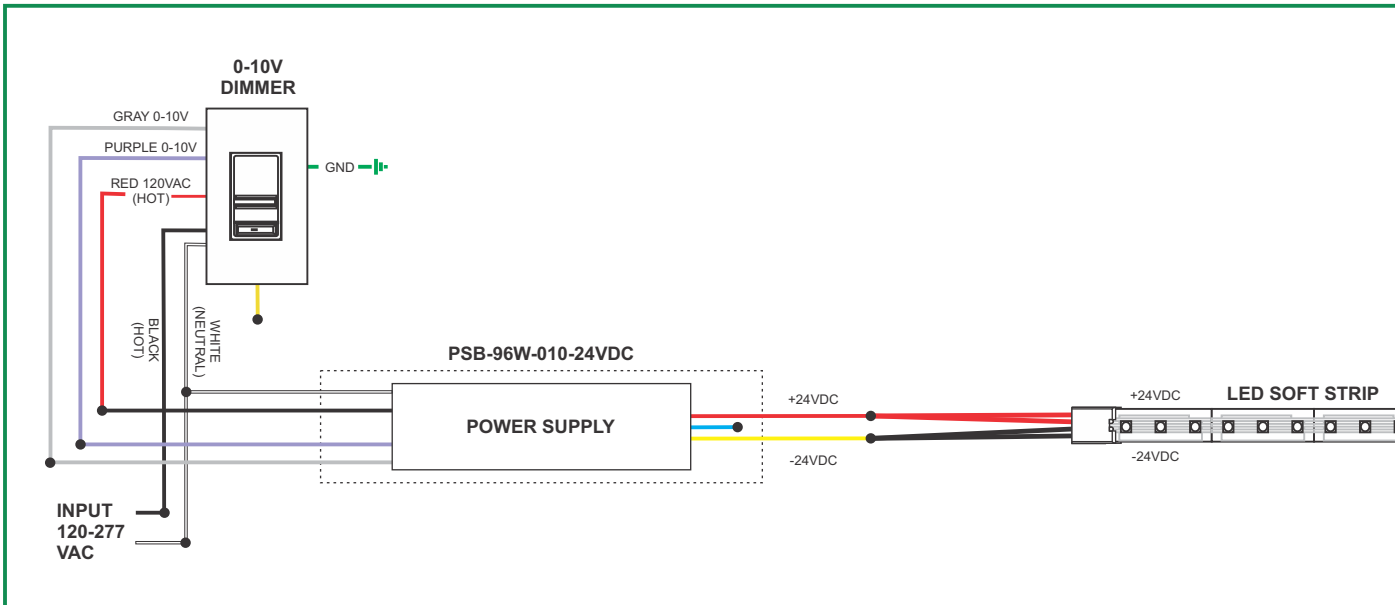 0-10V
DIMMER
GRAY 0-10V
PURPLE 0-10V
RED 120VAC
(HOT)
GND
BLACK
(HOT)
WHITE
(NEUTRAL)
PSB-96W-010-24VDC
POWER SUPPLY
+24VDC
-24VDC
+24VDC
LED SOFT STRIP
-24VDC
INPUT
120-277
VAC